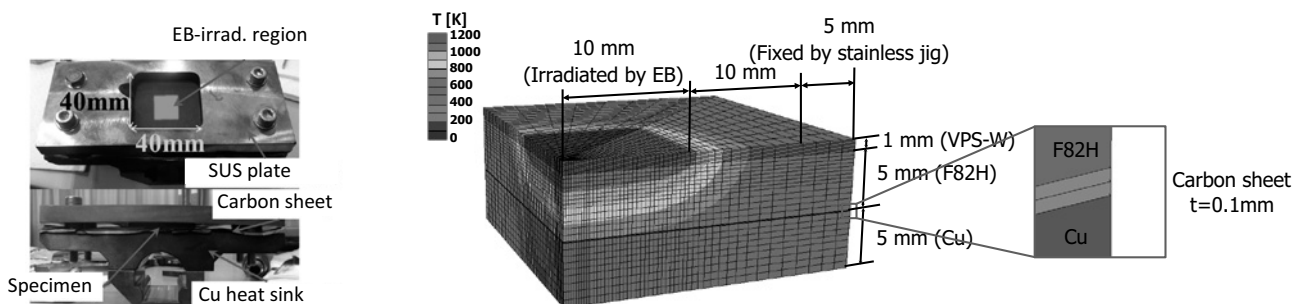 EB-irrad. region
40mm
40mm
SUS plate
Carbon sheet
Specimen
Cu heat sink
T [K]
1200
1000
800
600
400
200
0
10 mm
(Irradiated by EB)
10 mm
5 mm
(Fixed by stainless jig)
1 mm (VPS-W)
5 mm (F82H)
5 mm (Cu)
F82H
Cu
Carbon sheet
t=0.1mm